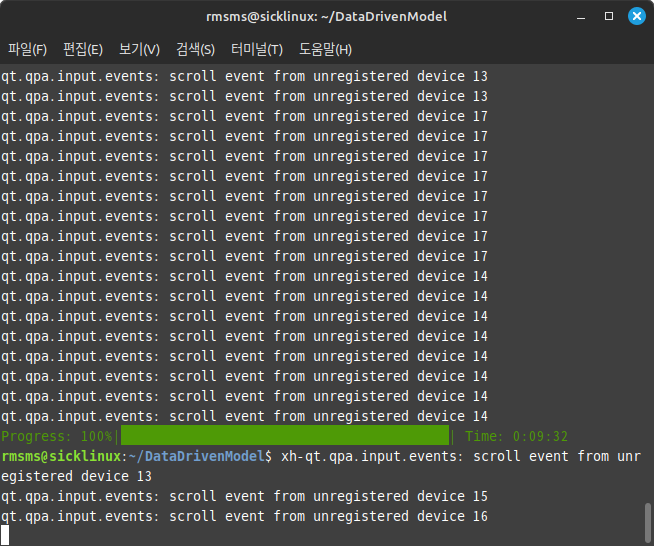 rmsms@sicklinux: ~/DataDrivenModel
파일(F) 편집(E) 보기(V) 검색(S) 터미널(T) 도움말(H)
qt.qpa.input.events: scroll event from unregistered device 13
qt.qpa.input.events: scroll event from unregistered device 13
qt.qpa.input.events: scroll event from unregistered device 17
qt.qpa.input.events: scroll event from unregistered device 17
qt.qpa.input.events: scroll event from unregistered device 17
qt.qpa.input.events: scroll event from unregistered device 17
qt.qpa.input.events: scroll event from unregistered device 17
qt.qpa.input.events: scroll event from unregistered device 17
qt.qpa.input.events: scroll event from unregistered device 17
qt.qpa.input.events: scroll event from unregistered device 17
qt.qpa.input.events: scroll event from unregistered device 14
qt.qpa.input.events: scroll event from unregistered device 14
qt.qpa.input.events: scroll event from unregistered device 14
qt.qpa.input.events: scroll event from unregistered device 14
qt.qpa.input.events: scroll event from unregistered device 14
qt.qpa.input.events: scroll event from unregistered device 14
qt.qpa.input.events: scroll event from unregistered device 14
qt.qpa.input.events: scroll event from unregistered device 14
Progress: 100%| | Time: 0:09:32
rmsms@sicklinux:~/DataDrivenModel$ xh-qt.qpa.input.events: scroll event from unr
egistered device 13
qt.qpa.input.events: scroll event from unregistered device 15
qt.qpa.input.events: scroll event from unregistered device 16